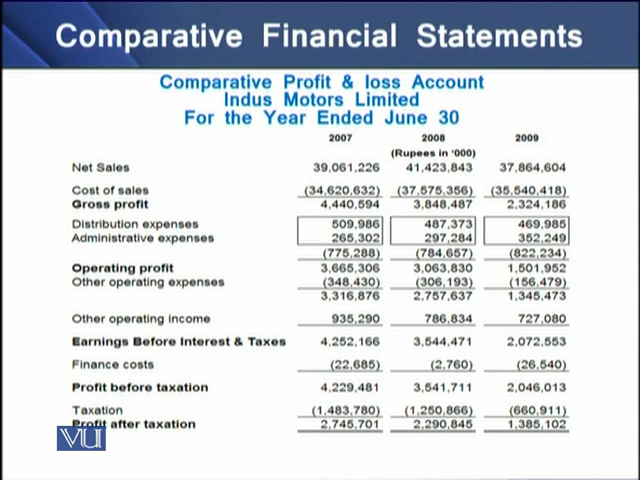 Comparative Financial Statements
Comparative Profit & loss Account
Indus Motors Limited
For the Year Ended June 30
2007 2008 2009
(Rupees in '000)
Net Sales 39,061,226 41,423,843 37,864,604
Cost of sales (34,620,632) (37,575,356) (35,540,418)
Gross profit 4,440,594 3,848,487 2,324,186
Distribution expenses 509,986 487,373 469,985
Administrative expenses 265,302 297,284 352,249
(775,288) (784,657) (822,234)
Operating profit 3,665,306 3,063,830 1,501,952
Other operating expenses (348,430) (306,193) (156,479)
3,316,876 2,757,637 1,345,473
Other operating income 935,290 786,834 727,080
Earnings Before Interest & Taxes 4,252,166 3,544,471 2,072,553
Finance costs (22,685) (2,760) (26,540)
Profit before taxation 4,229,481 3,541,711 2,046,013
Taxation (1,483,780) (1,250,866) (660,911)
Profit after taxation 2,745,701 2,290,845 1,385,102
VU